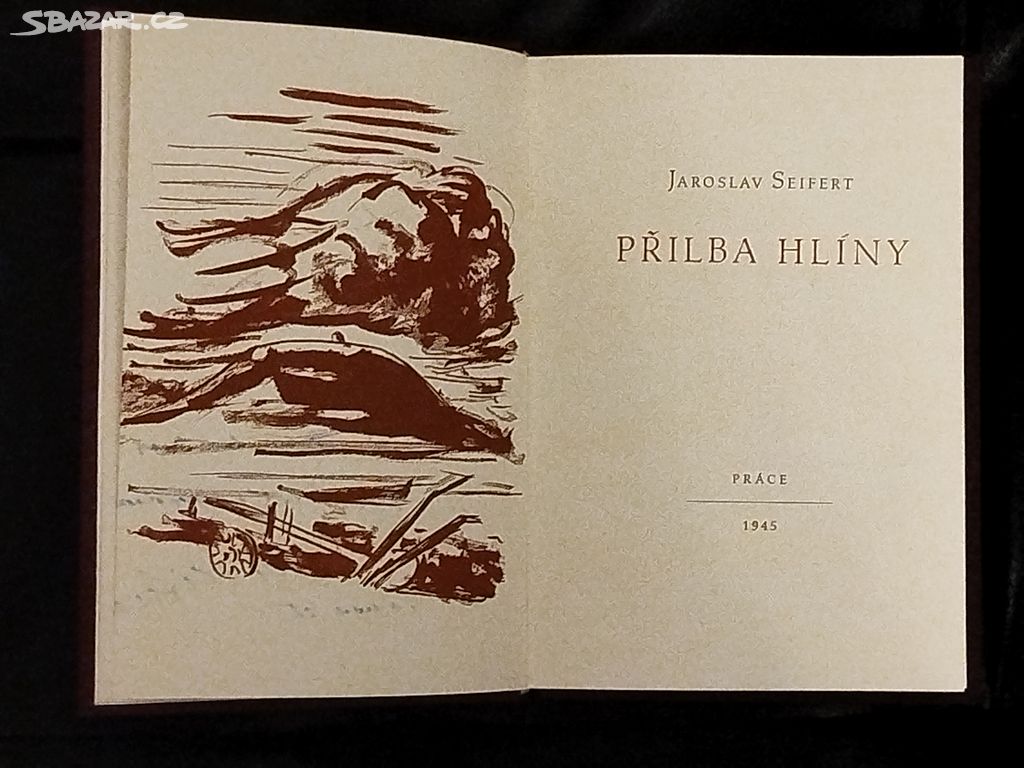 SBAZAR.CZ
JAROSLAV SEIFERT
PŘILBA HLÍNY
PRÁCE
1945